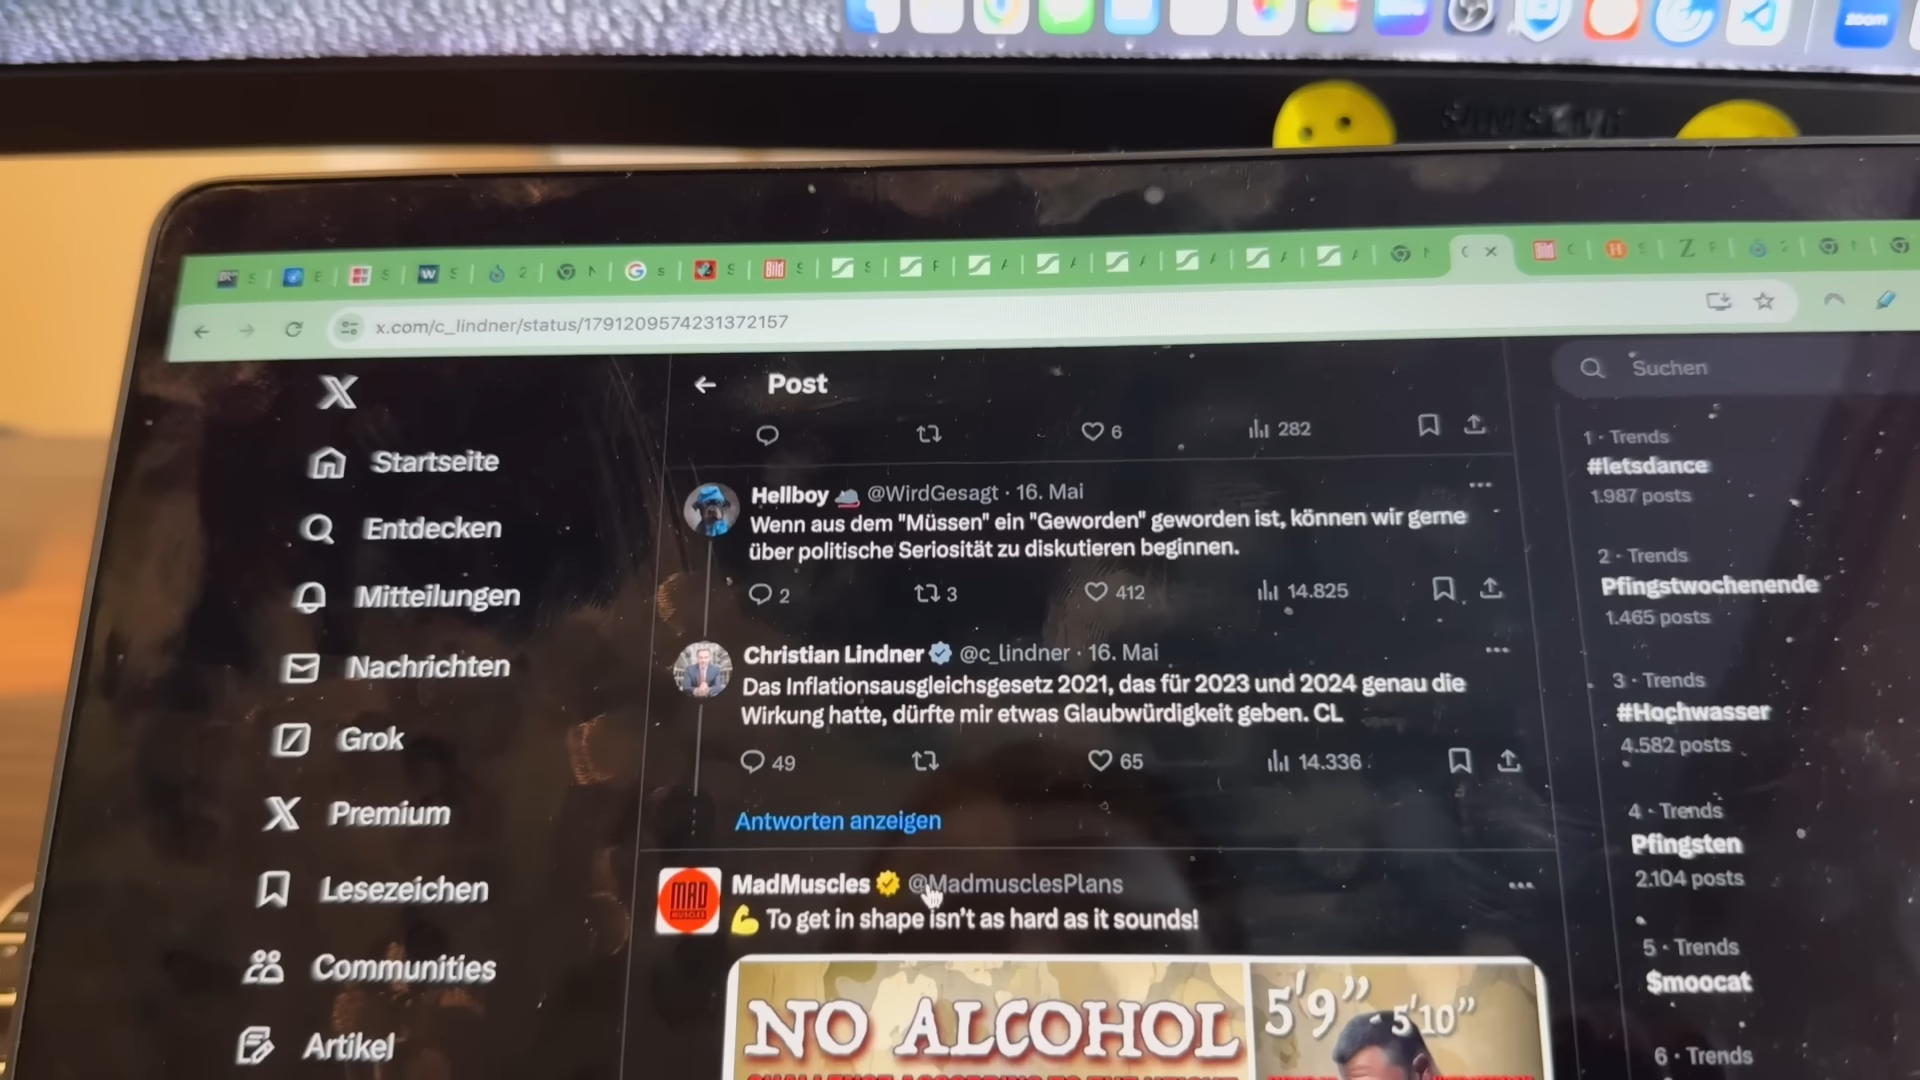 zoom
SAMSUNG
x.com/c_lindner/status/1791209574231372157
Post
Suchen
6
282
Startseite
Entdecken
Mitteilungen
Nachrichten
Grok
Premium
Lesezeichen
Communities
Artikel
Hellboy @WirdGesagt · 16. Mai
Wenn aus dem "Müssen" ein "Geworden" geworden ist, können wir gerne
über politische Seriosität zu diskutieren beginnen.
2
3
412
14.825
Christian Lindner @c_lindner · 16. Mai
Das Inflationsausgleichsgesetz 2021, das für 2023 und 2024 genau die
Wirkung hatte, dürfte mir etwas Glaubwürdigkeit geben. CL
49
65
14.336
Antworten anzeigen
MAD
MUSCLES
MadMuscles @MadmusclesPlans
To get in shape isn't as hard as it sounds!
NO ALCOHOL
5'9"
5'10"
1 · Trends
#letsdance
1.987 posts
2 · Trends
Pfingstwochenende
1.465 posts
3 · Trends
#Hochwasser
4.582 posts
4 · Trends
Pfingsten
2.104 posts
5 · Trends
$moocat
6 · Trends